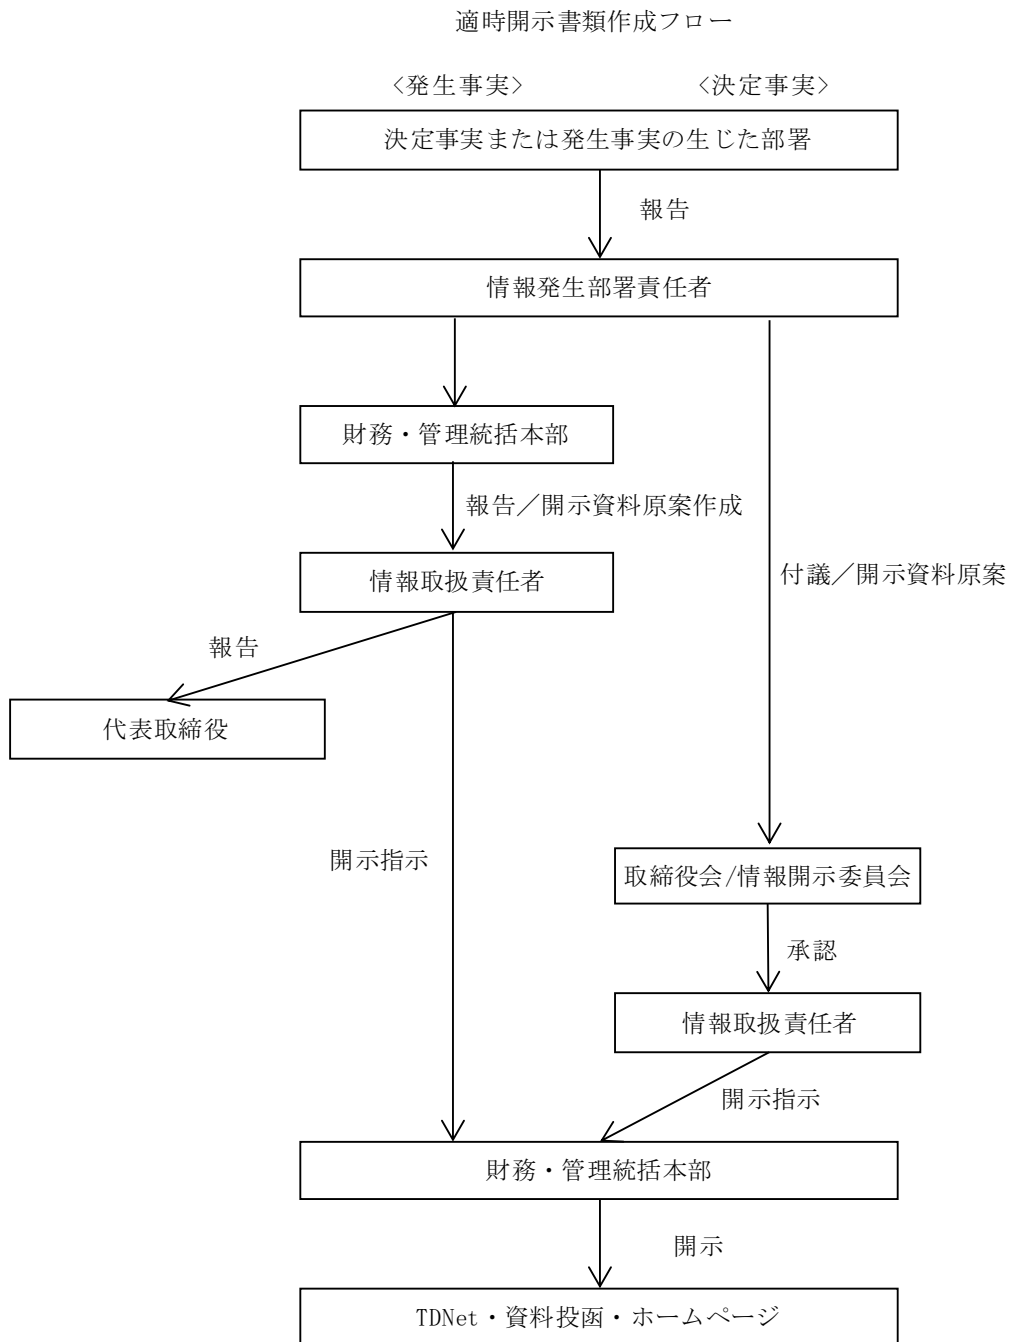 適時開示書類作成フロー
〈発生事実〉 〈決定事実〉
決定事実または発生事実の生じた部署
報告
情報発生部署責任者
財務・管理統括本部
報告／開示資料原案作成
情報取扱責任者
付議／開示資料原案
報告
代表取締役
開示指示
取締役会/情報開示委員会
承認
情報取扱責任者
開示指示
財務・管理統括本部
開示
TDNet・資料投函・ホームページ